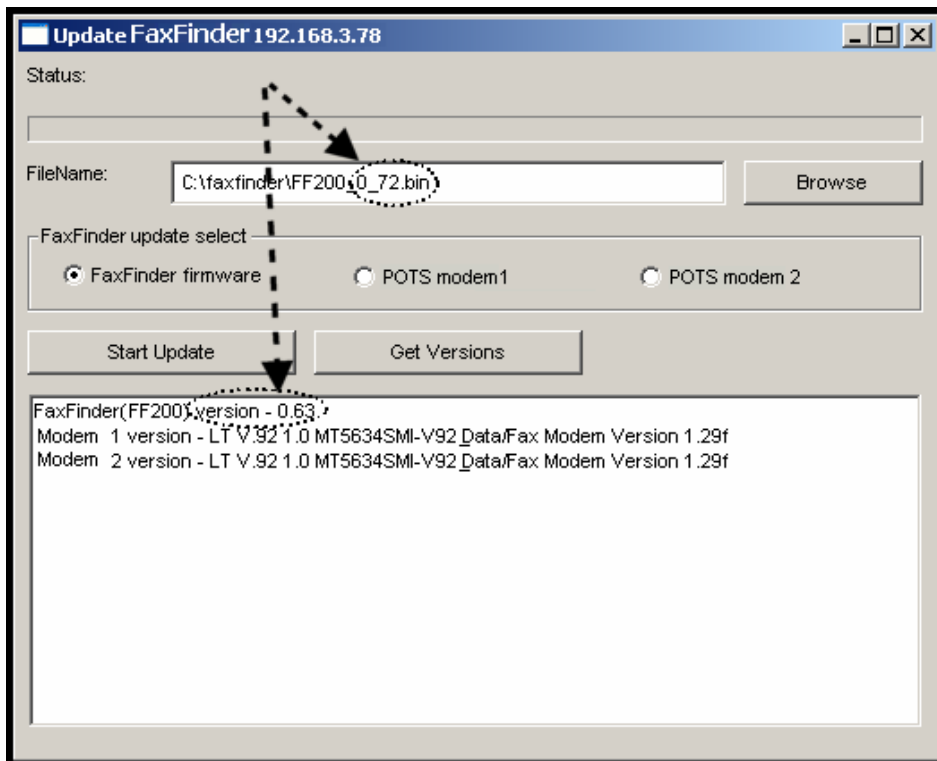 Update FaxFinder 192.168.3.78
Status:
FileName: C:\faxfinder\FF200_0_72.bin Browse
FaxFinder update select
FaxFinder firmware POTS modem1 POTS modem 2
Start Update Get Versions
FaxFinder(FF200) version - 0.63.
Modem 1 version - LT V.92 1.0 MT5634SMI-V92 Data/Fax Modem Version 1.29f
Modem 2 version - LT V.92 1.0 MT5634SMI-V92 Data/Fax Modem Version 1.29f